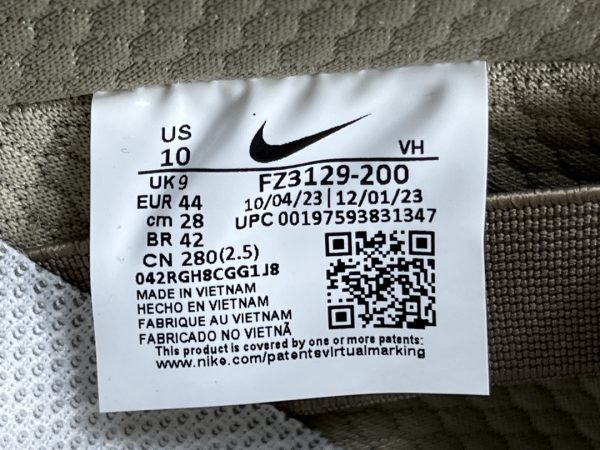 US
10
VH
UK 9
FZ3129-200
EUR 44
10/04/23 | 12/01/23
cm 28
UPC 00197593831347
BR 42
CN 280(2.5)
042RGH8CGG1J8
MADE IN VIETNAM
HECHO EN VIETNAM
FABRIQUE AU VIETNAM
FABRICADO NO VIETNÃ
This product is covered by one or more patents:
www.nike.com/patentsvirtualmarking